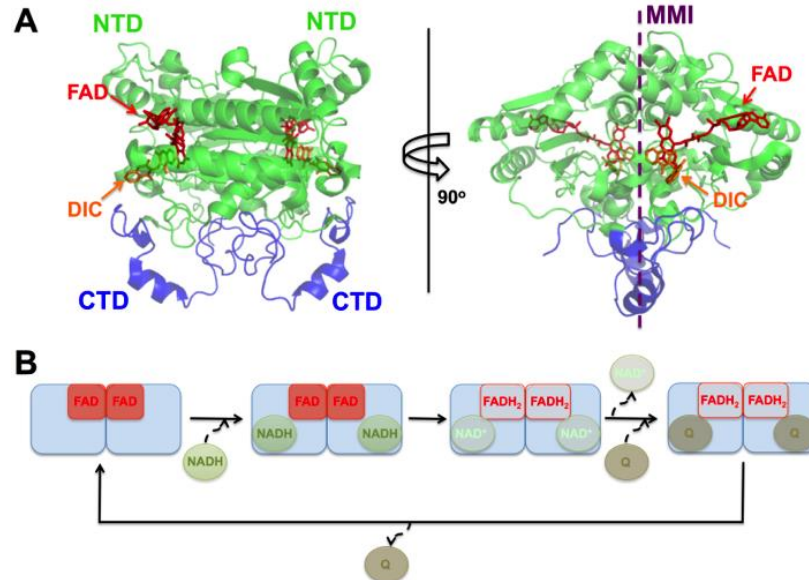 A
NTD NTD
MMI
FAD
FAD
DIC
DIC
90°
CTD CTD
B
FAD FAD
NADH
FAD FAD
NADH NADH
FADH2 FADH2
NAD+ NAD+
NAD+
Q
FADH2 FADH2
Q Q
Q